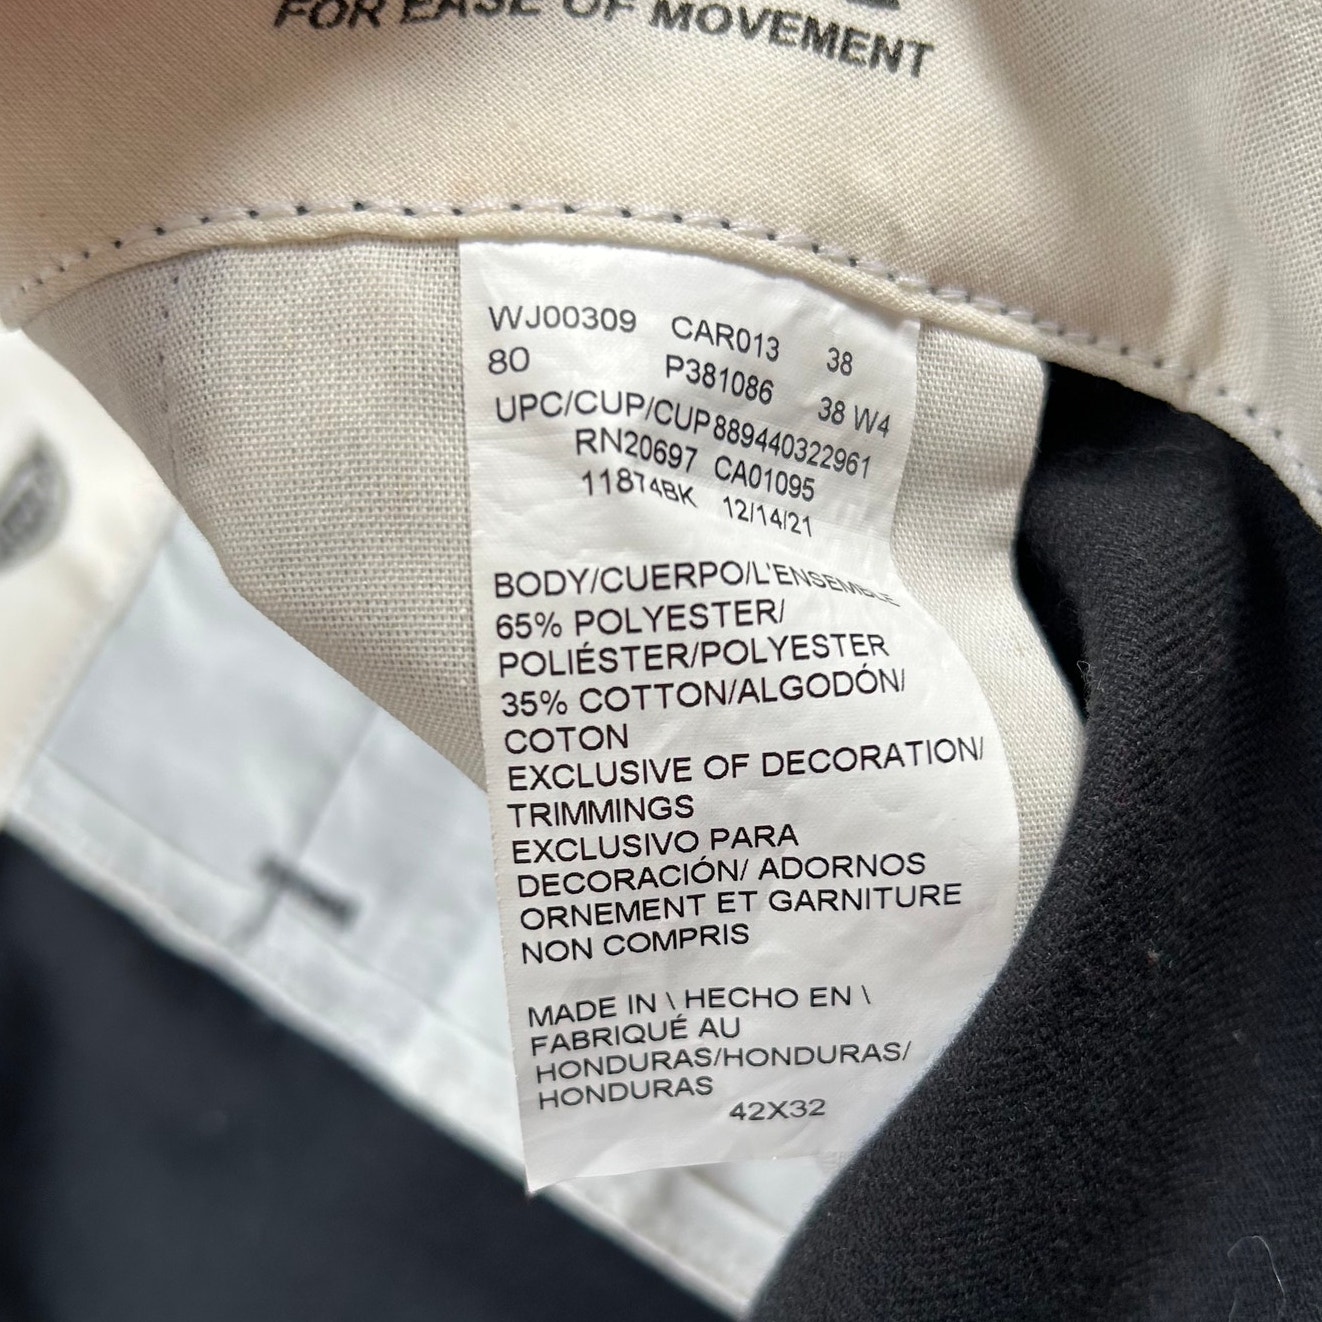 FOR EASE OF MOVEMENT
WJ00309 CAR013 38
80 P381086 38 W4
UPC/CUP/CUP889440322961
RN20697 CA01095
11874BK 12/14/21
BODY/CUERPO/L'ENSEMBLE
65% POLYESTER/
POLIÉSTER/POLYESTER
35% COTTON/ALGODÓN/
COTON
EXCLUSIVE OF DECORATION/
TRIMMINGS
EXCLUSIVO PARA
DECORACIÓN/ ADORNOS
ORNEMENT ET GARNITURE
NON COMPRIS
MADE IN \ HECHO EN \
FABRIQUÉ AU
HONDURAS/HONDURAS/
HONDURAS
42X32